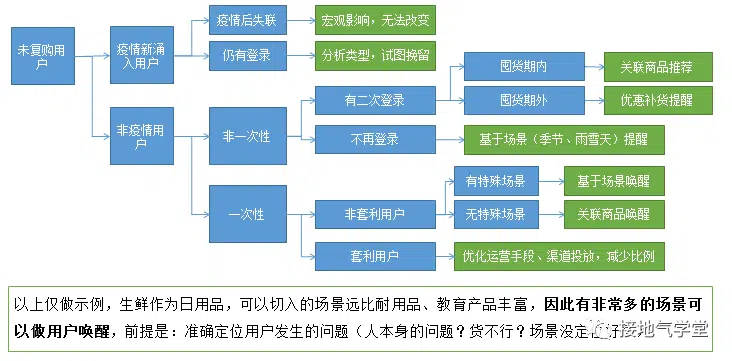 疫情后失联
宏观影响，无法改变
未复购用
户
疫情新涌
入用户
仍有登录
分析类型，试图挽留
囤货期内
关联商品推荐
有二次登录
囤货期外
优惠补货提醒
非疫情用
户
非一次性
不再登录
基于场景（季节、雨雪天）提醒
有特殊场景
基于场景唤醒
一次性
非套利用户
无特殊场景
关联商品唤醒
套利用户
优化运营手段、渠道投放，减少比例
以上仅做示例，生鲜作为日用品，可以切入的场景远比耐用品、教育产品丰富，因此有非常多的场景可
以做用户唤醒，前提是：准确定位用户发生的问题（人本身的问题？货不行？场景没定
接地气学堂